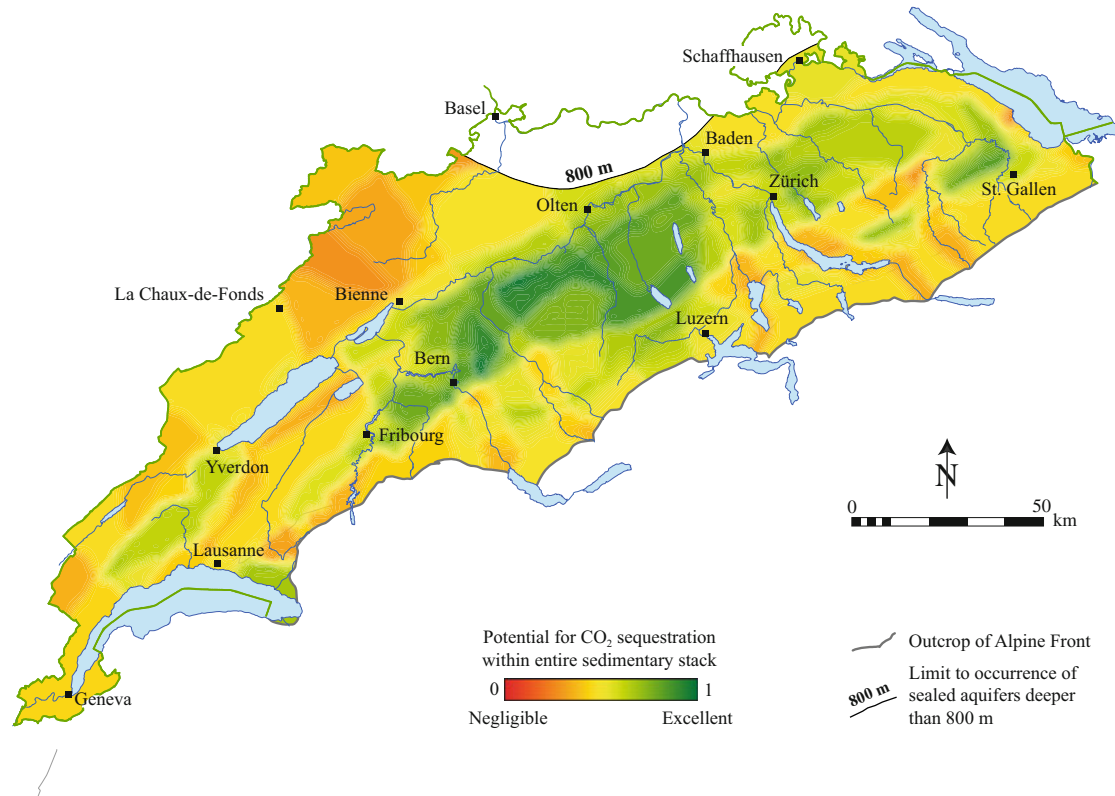 Schaffhausen
Basel
800 m
Baden
Zürich
St. Gallen
Olten
La Chaux-de-Fonds
Bienne
Luzern
Bern
Fribourg
Yverdon
Lausanne
Geneva
N
0 50
km
Potential for CO₂ sequestration
within entire sedimentary stack
0 1
Negligible Excellent
Outcrop of Alpine Front
800 m
Limit to occurrence of
sealed aquifers deeper
than 800 m